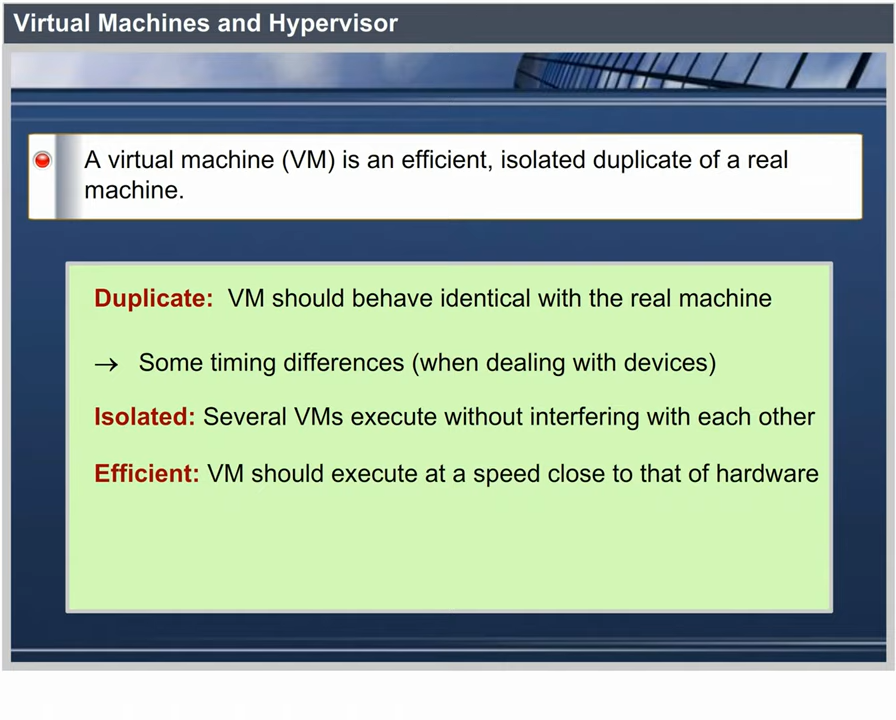 Virtual Machines and Hypervisor
A virtual machine (VM) is an efficient, isolated duplicate of a real
machine.
Duplicate: VM should behave identical with the real machine
→ Some timing differences (when dealing with devices)
Isolated: Several VMs execute without interfering with each other
Efficient: VM should execute at a speed close to that of hardware